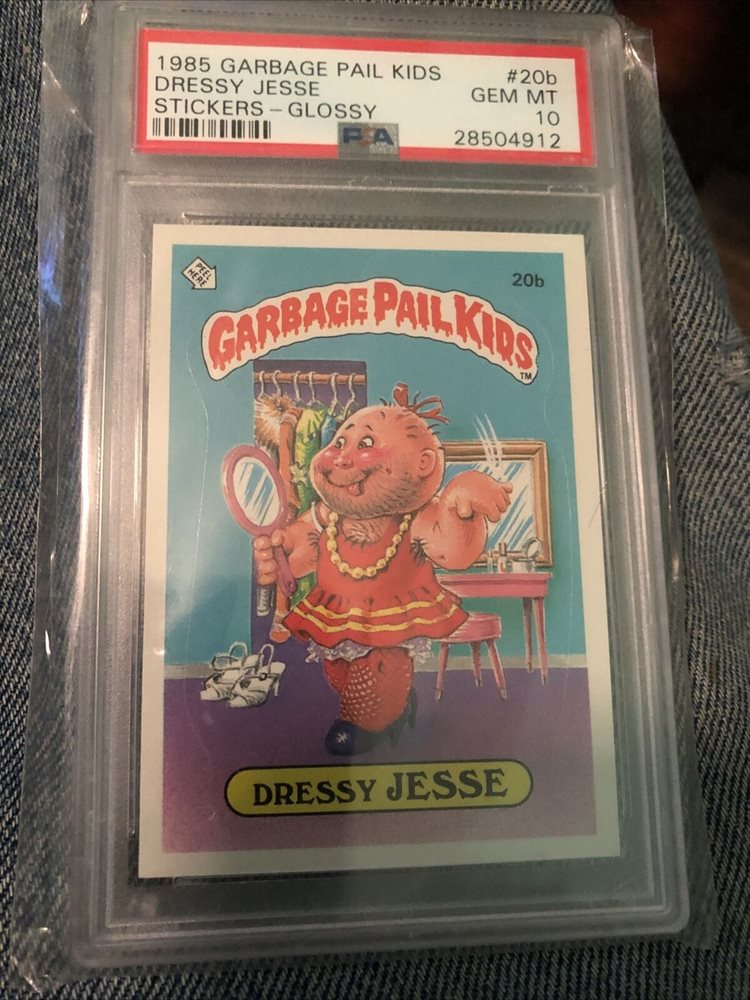 1985 GARBAGE PAIL KIDS #20b
DRESSY JESSE GEM MT
STICKERS – GLOSSY 10
PSA 28504912
PEEL HERE
20b
GARBAGE PAIL KIDS
TM
DRESSY JESSE